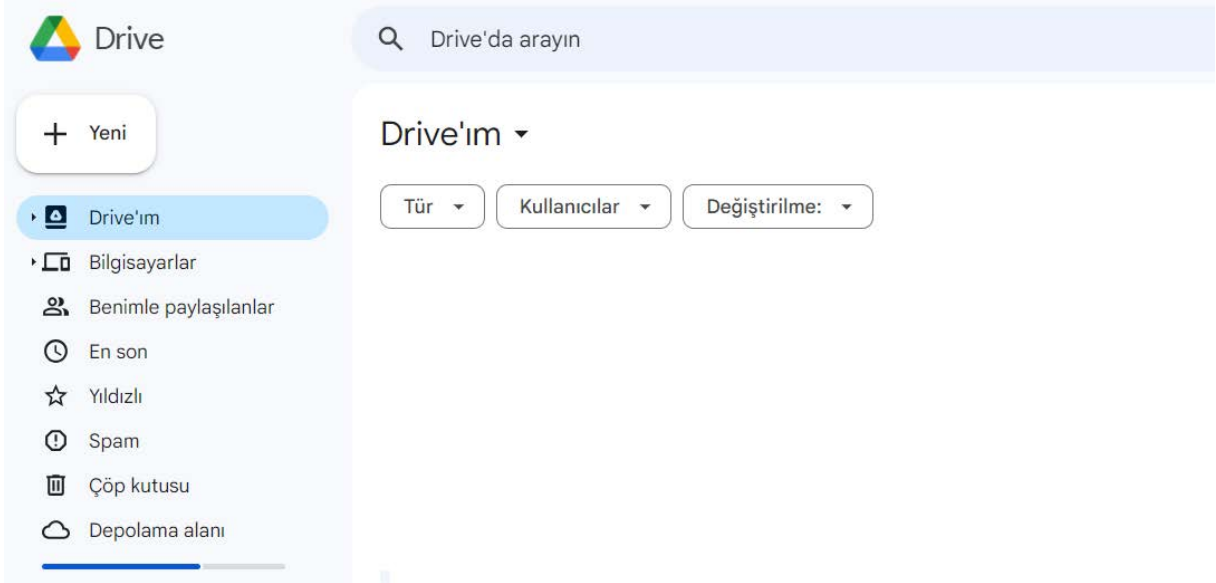 Drive
Drive'da arayın
Yeni
Drive'ım
Tür
Kullanıcılar
Değiştirilme:
Drive'ım
Bilgisayarlar
Benimle paylaşılanlar
En son
Yıldızlı
Spam
Çöp kutusu
Depolama alanı